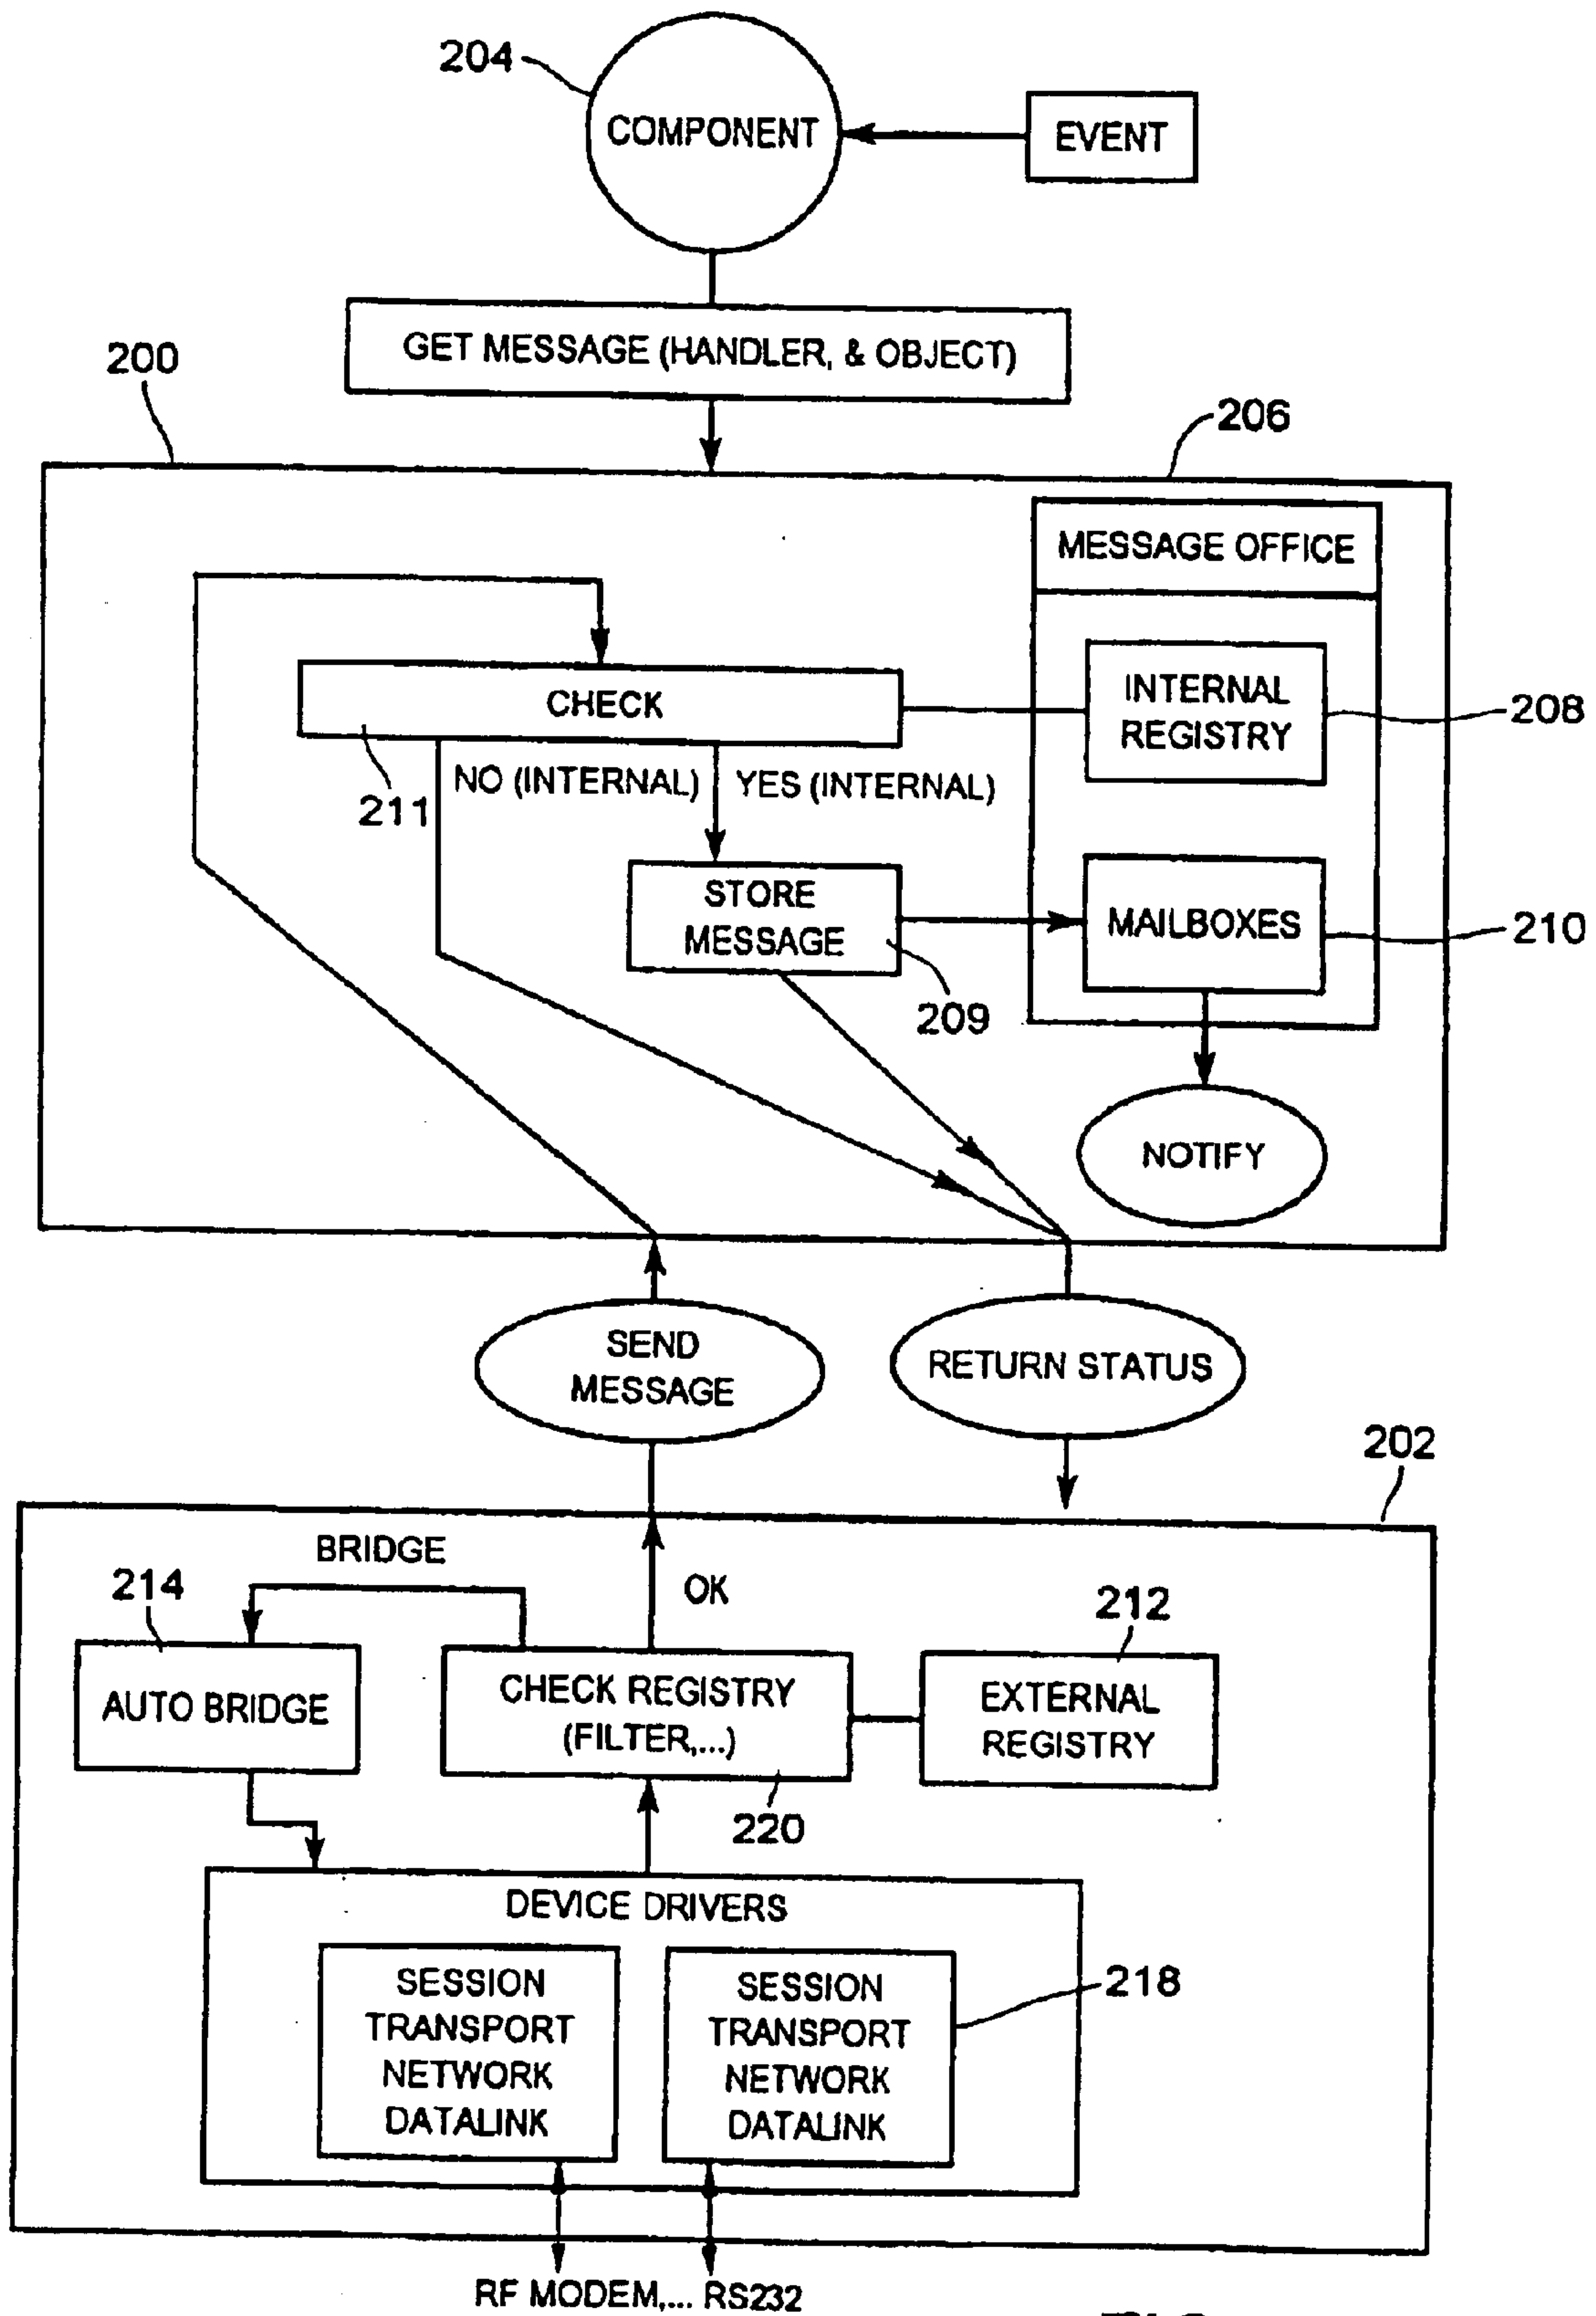 204
COMPONENT
EVENT
GET MESSAGE (HANDLER, & OBJECT)
200
206
MESSAGE OFFICE
CHECK
INTERNAL
REGISTRY
208
211
NO (INTERNAL)
YES (INTERNAL)
STORE
MESSAGE
MAILBOXES
210
209
NOTIFY
SEND
MESSAGE
RETURN STATUS
202
BRIDGE
214
OK
212
AUTO BRIDGE
CHECK REGISTRY
(FILTER,...)
EXTERNAL
REGISTRY
220
DEVICE DRIVERS
SESSION
TRANSPORT
NETWORK
DATALINK
SESSION
TRANSPORT
NETWORK
DATALINK
218
RF MODEM,... RS232